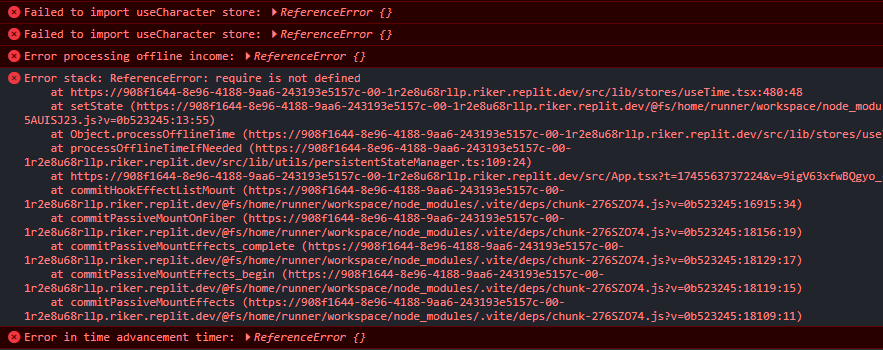 Failed to import useCharacter store: ▶ReferenceError {}
Failed to import useCharacter store: ▶ReferenceError {}
Error processing offline income: ▶ReferenceError {}
Error stack: ReferenceError: require is not defined
at https://908f1644-8e96-4188-9aa6-243193e5157c-00-1r2e8u68rllp.riker.replit.dev/src/lib/stores/useTime.tsx:480:48
at setState (https://908f1644-8e96-4188-9aa6-243193e5157c-00-1r2e8u68rllp.riker.replit.dev/@fs/home/runner/workspace/node_modu
5AUISJ23.js?v=0b523245:13:55)
at Object.processOfflineTime (https://908f1644-8e96-4188-9aa6-243193e5157c-00-1r2e8u68rllp.riker.replit.dev/src/lib/stores/use
at processOfflineTimeIfNeeded (https://908f1644-8e96-4188-9aa6-243193e5157c-00-
1r2e8u68rllp.riker.replit.dev/src/lib/utils/persistentStateManager.ts:109:24)
at https://908f1644-8e96-4188-9aa6-243193e5157c-00-1r2e8u68rllp.riker.replit.dev/src/App.tsx?t=1745563737224&v=9igV63xfwBQgyo_
at commitHookEffectListMount (https://908f1644-8e96-4188-9aa6-243193e5157c-00-
1r2e8u68rllp.riker.replit.dev/@fs/home/runner/workspace/node_modules/.vite/deps/chunk-276SZO74.js?v=0b523245:16915:34)
at commitPassiveMountOnFiber (https://908f1644-8e96-4188-9aa6-243193e5157c-00-
1r2e8u68rllp.riker.replit.dev/@fs/home/runner/workspace/node_modules/.vite/deps/chunk-276SZO74.js?v=0b523245:18156:19)
at commitPassiveMountEffects_complete (https://908f1644-8e96-4188-9aa6-243193e5157c-00-
1r2e8u68rllp.riker.replit.dev/@fs/home/runner/workspace/node_modules/.vite/deps/chunk-276SZO74.js?v=0b523245:18129:17)
at commitPassiveMountEffects_begin (https://908f1644-8e96-4188-9aa6-243193e5157c-00-
1r2e8u68rllp.riker.replit.dev/@fs/home/runner/workspace/node_modules/.vite/deps/chunk-276SZO74.js?v=0b523245:18119:15)
at commitPassiveMountEffects (https://908f1644-8e96-4188-9aa6-243193e5157c-00-
1r2e8u68rllp.riker.replit.dev/@fs/home/runner/workspace/node_modules/.vite/deps/chunk-276SZO74.js?v=0b523245:18109:11)
Error in time advancement timer: ▶ReferenceError {}